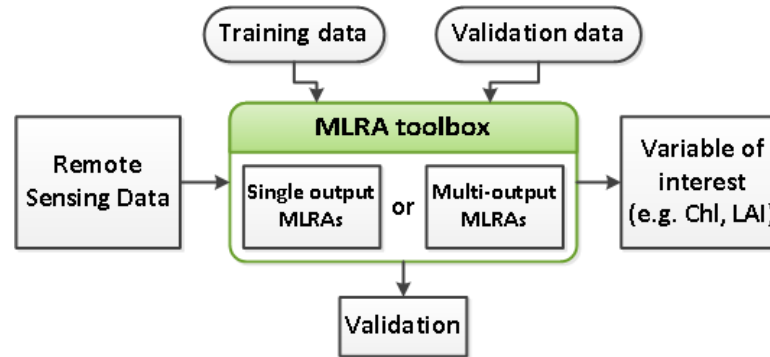 Training data
Validation data
MLRA toolbox
Remote
Sensing Data
Single output
MLRAs
or
Multi-output
MLRAs
Variable of
interest
(e.g. Chl, LAI)
Validation